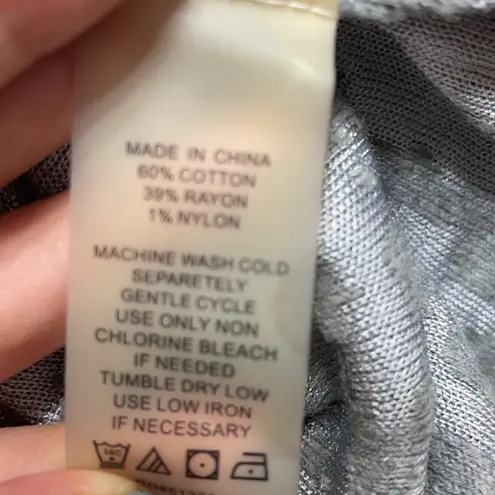 MADE IN CHINA
60% COTTON
39% RAYON
1% NYLON
MACHINE WASH COLD
SEPARETELY
GENTLE CYCLE
USE ONLY NON
CHLORINE BLEACH
IF NEEDED
TUMBLE DRY LOW
USE LOW IRON
IF NECESSARY